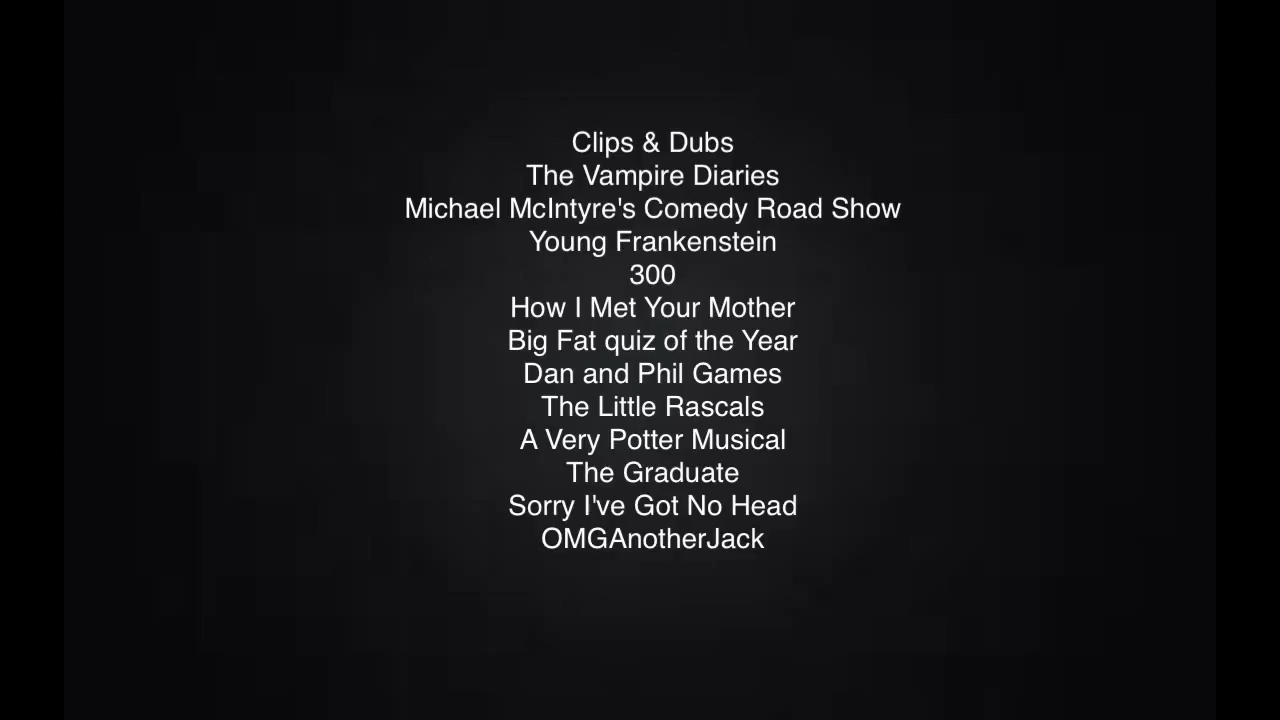 Clips & Dubs
The Vampire Diaries
Michael McIntyre's Comedy Road Show
Young Frankenstein
300
How I Met Your Mother
Big Fat quiz of the Year
Dan and Phil Games
The Little Rascals
A Very Potter Musical
The Graduate
Sorry I've Got No Head
OMGAnotherJack